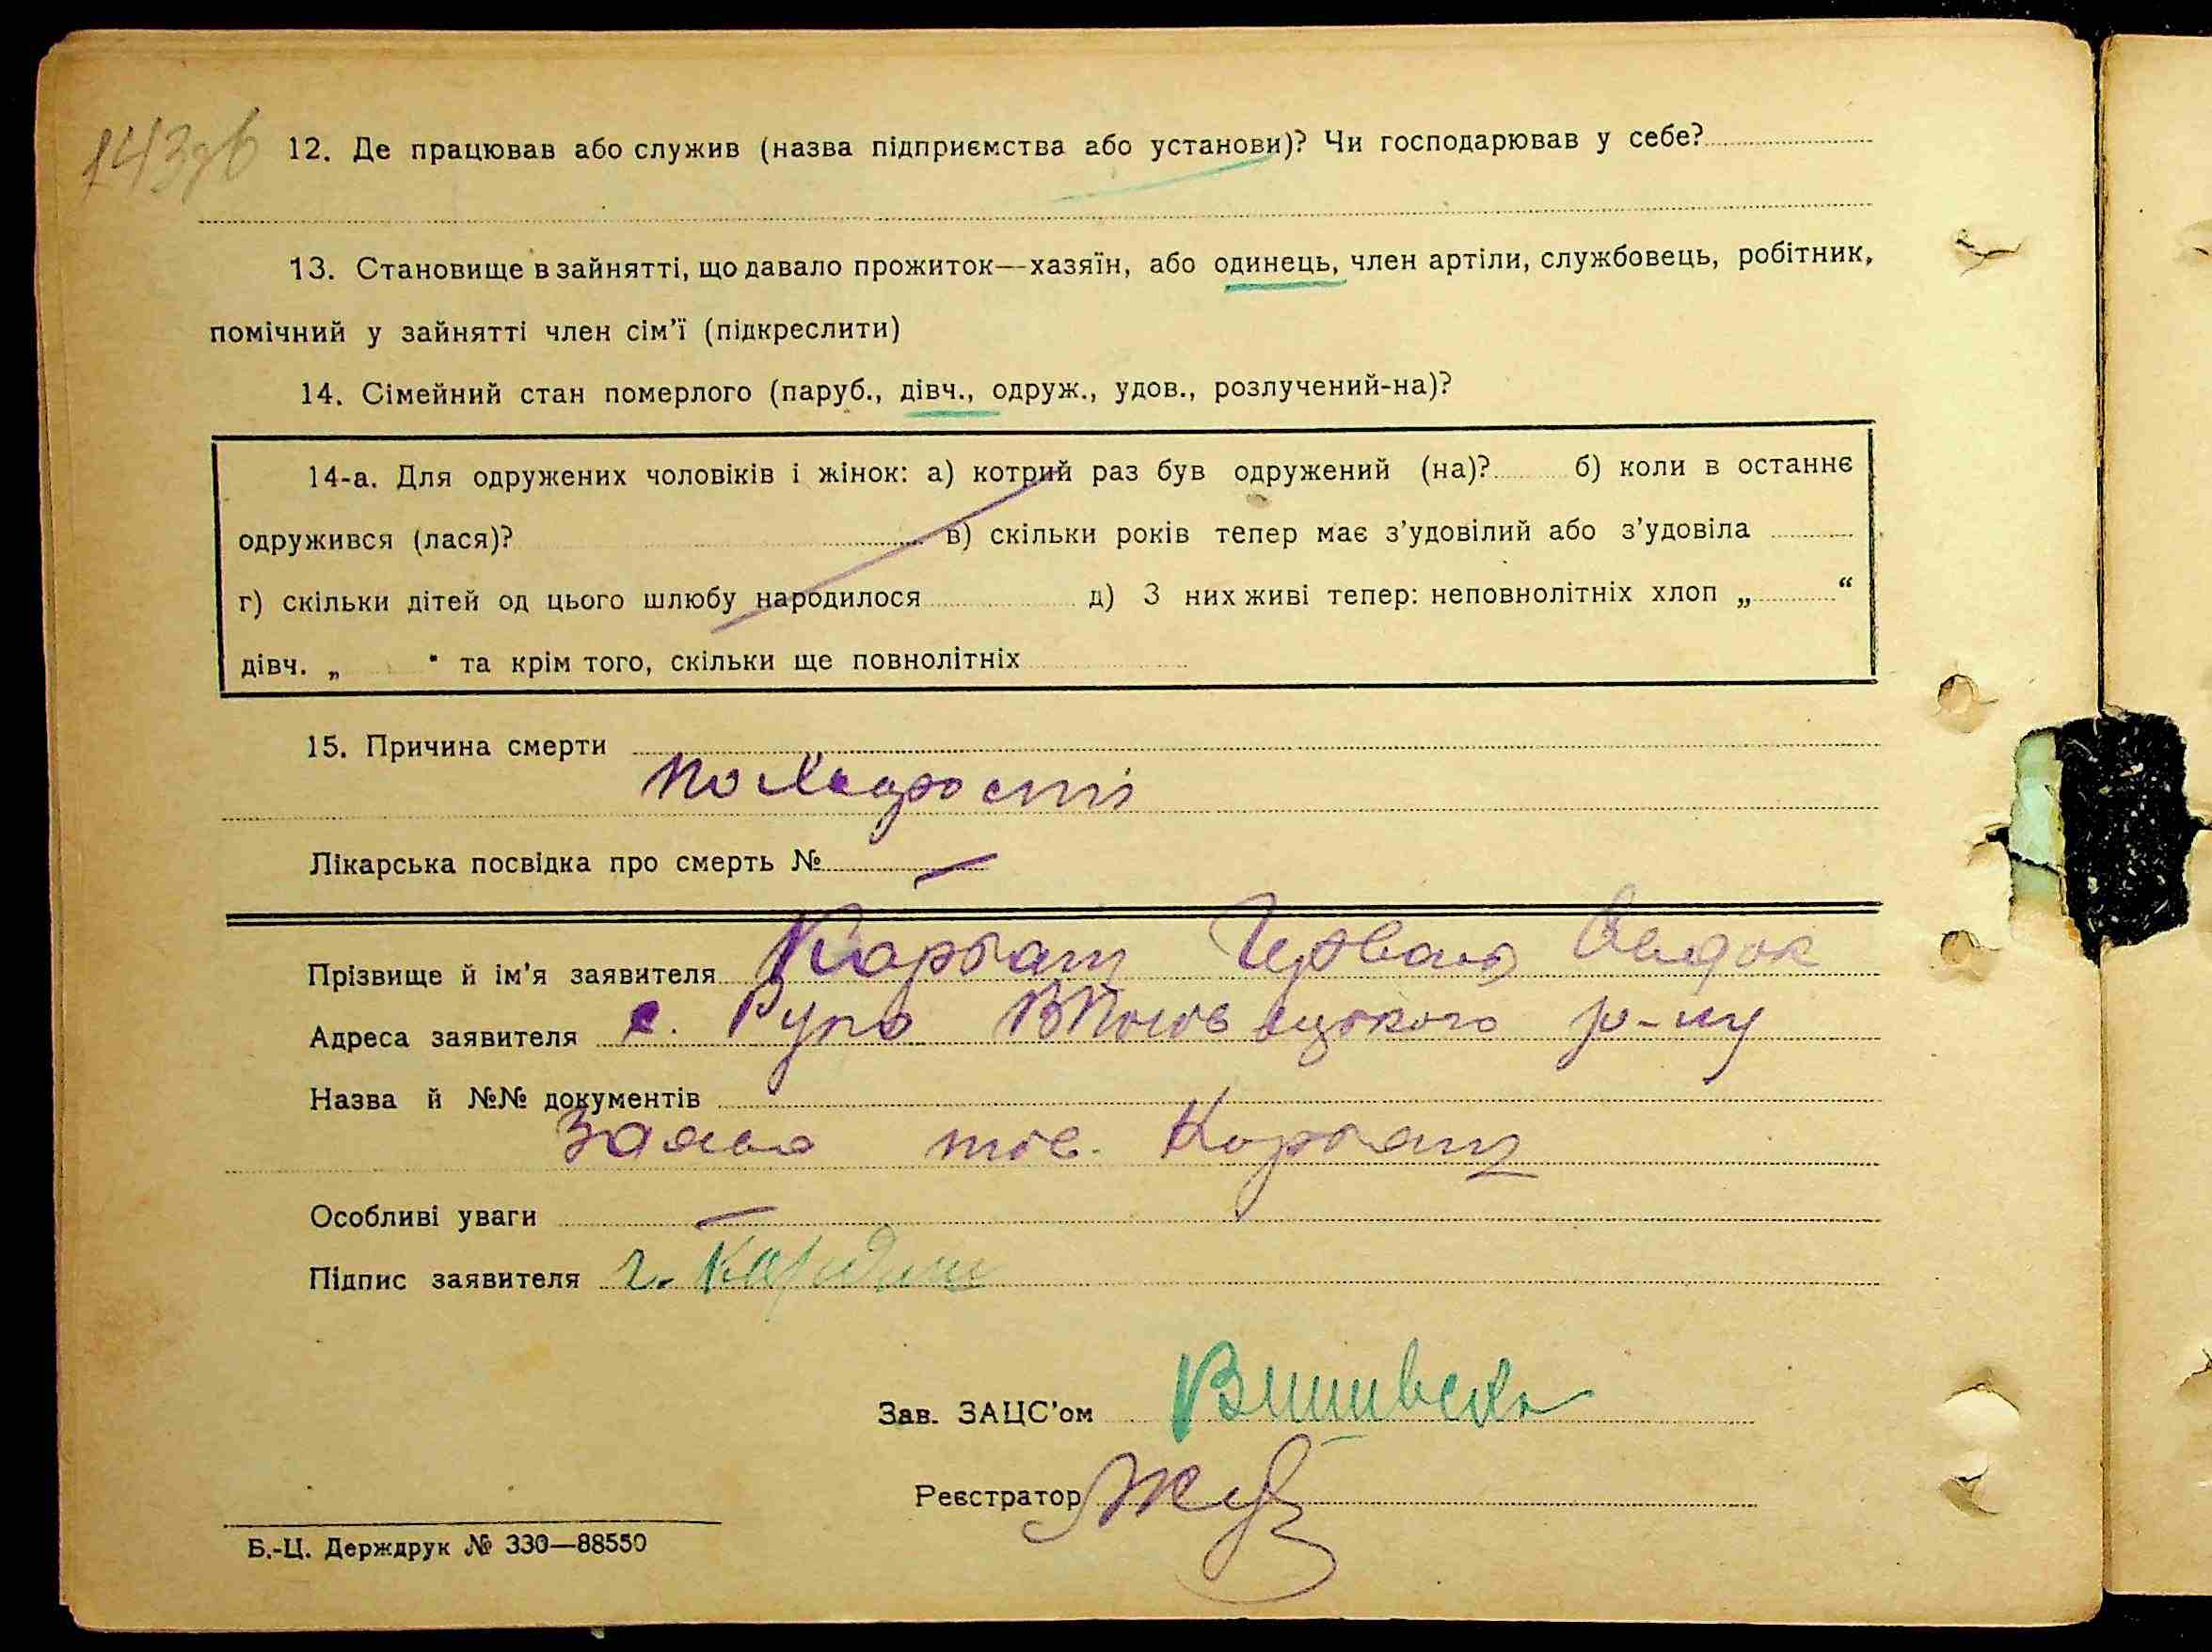 143зв
12. Де працював або служив (назва підприємства або установи)? Чи господарював у себе?
13. Становище в зайнятті, що давало прожиток—хазяїн, або одинець, член артіли, службовець, робітник,
помічний у зайнятті член сім’ї (підкреслити)
14. Сімейний стан померлого (паруб., дівч., одруж., удов., розлучений-на)?
14-а. Для одружених чоловіків і жінок: а) котрий раз був одружений (на)? б) коли в останнє
одружився (лася)? в) скільки років тепер має з’удовілий або з’удовіла
г) скільки дітей од цього шлюбу народилося д) З них живі тепер: неповнолітніх хлоп „ “
дівч. „ " та крім того, скільки ще повнолітніх
15. Причина смерти
по
Лікарська посвідка про смерть №
Прізвище й ім’я заявителя
Адреса заявителя с.
Назва й №№ документів
Заява тов.
Особливі уваги —
Підпис заявителя
Зав. ЗАЦС’ом
Реєстратор
Б.-Ц. Держдрук № 330—88550